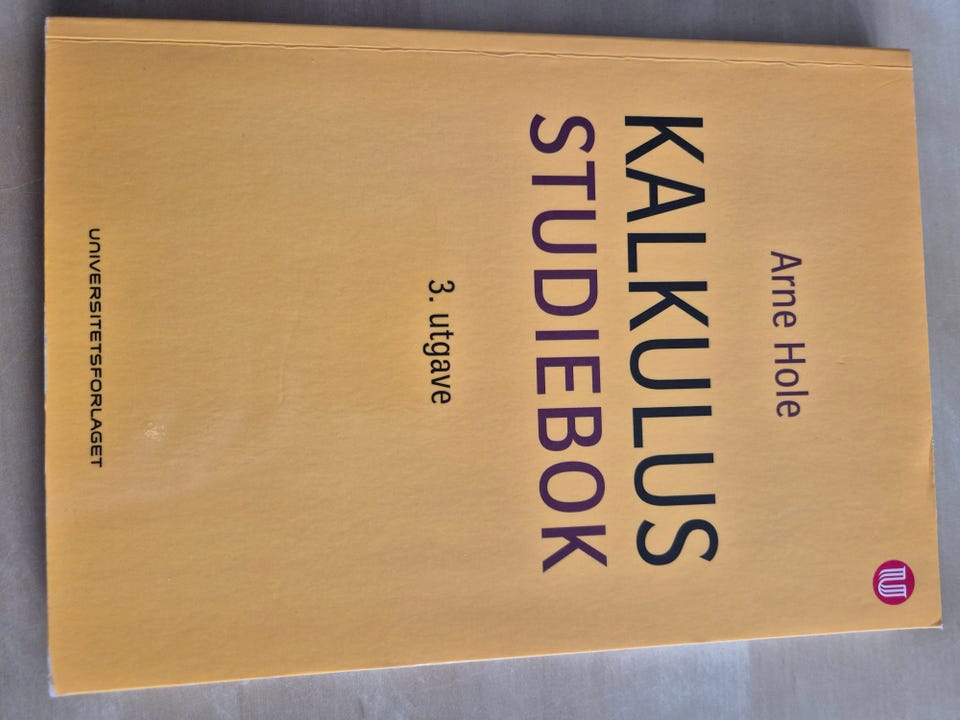 Arne Hole
KALKULUS
STUDIEBOK
3. utgave
UNIVERSITETSFORLAGET